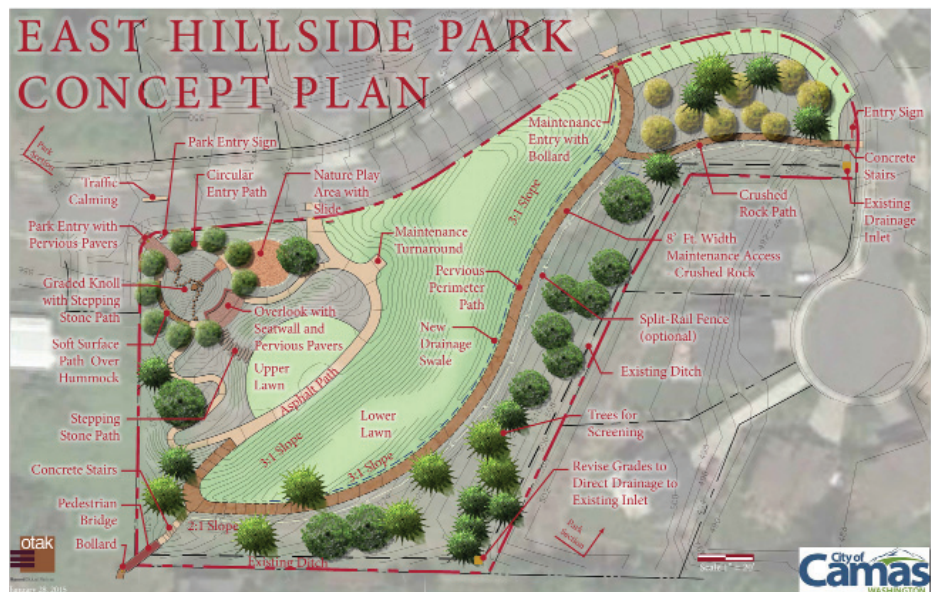 EAST HILLSIDE PARK
CONCEPT PLAN
Park
Section
Park Entry Sign
Traffic
Calming
Circular
Entry Path
Nature Play
Area with
Slide
Park Entry with
Pervious Pavers
Maintenance
Entry with
Bollard
Entry Sign
Concrete
Stairs
Crushed
Rock Path
Existing
Drainage
Inlet
Maintenance
Turnaround
3:1 Slope
8' Ft. Width
Maintenance Access
Crushed Rock
Graded Knoll
with Stepping
Stone Path
Pervious
Perimeter
Path
Overlook with
Seatwall and
Pervious Pavers
Split-Rail Fence
(optional)
Soft Surface
Path Over
Hummock
New
Drainage
Swale
Existing Ditch
Upper
Lawn
Asphalt Path
Stepping
Stone Path
Lower
Lawn
Trees for
Screening
3:1 Slope
3:1 Slope
Concrete Stairs
Revise Grades to
Direct Drainage to
Existing Inlet
Pedestrian
Bridge
Bollard
2:1 Slope
Park
Section
Existing Ditch
otak
City of
Camas
WASHINGTON